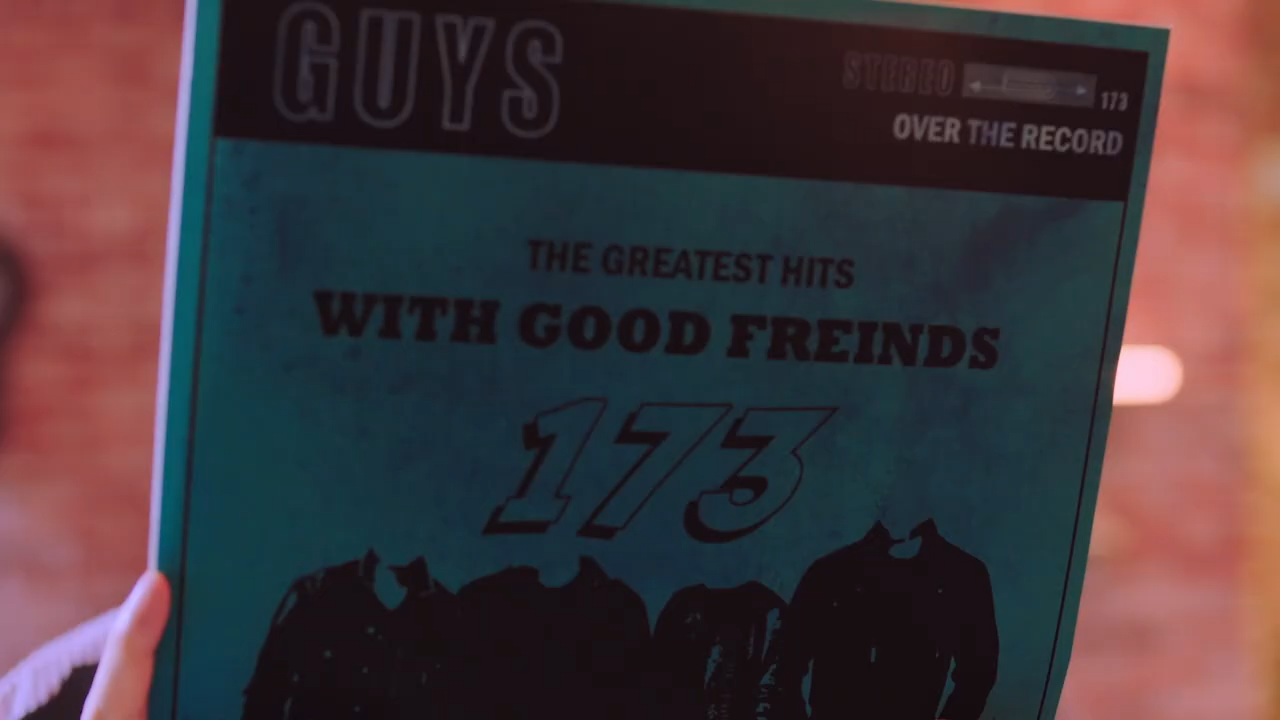 GUYS
STEREO
173
OVER THE RECORD
THE GREATEST HITS
WITH GOOD FREINDS
173